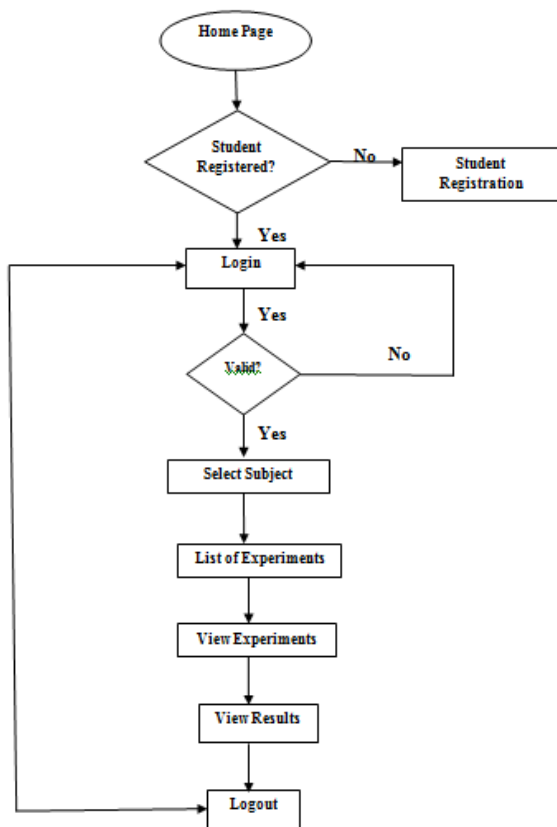 Home Page
Student
Registered?
No
Student
Registration
Yes
Login
Yes
Valid?
No
Yes
Select Subject
List of Experiments
View Experiments
View Results
Logout